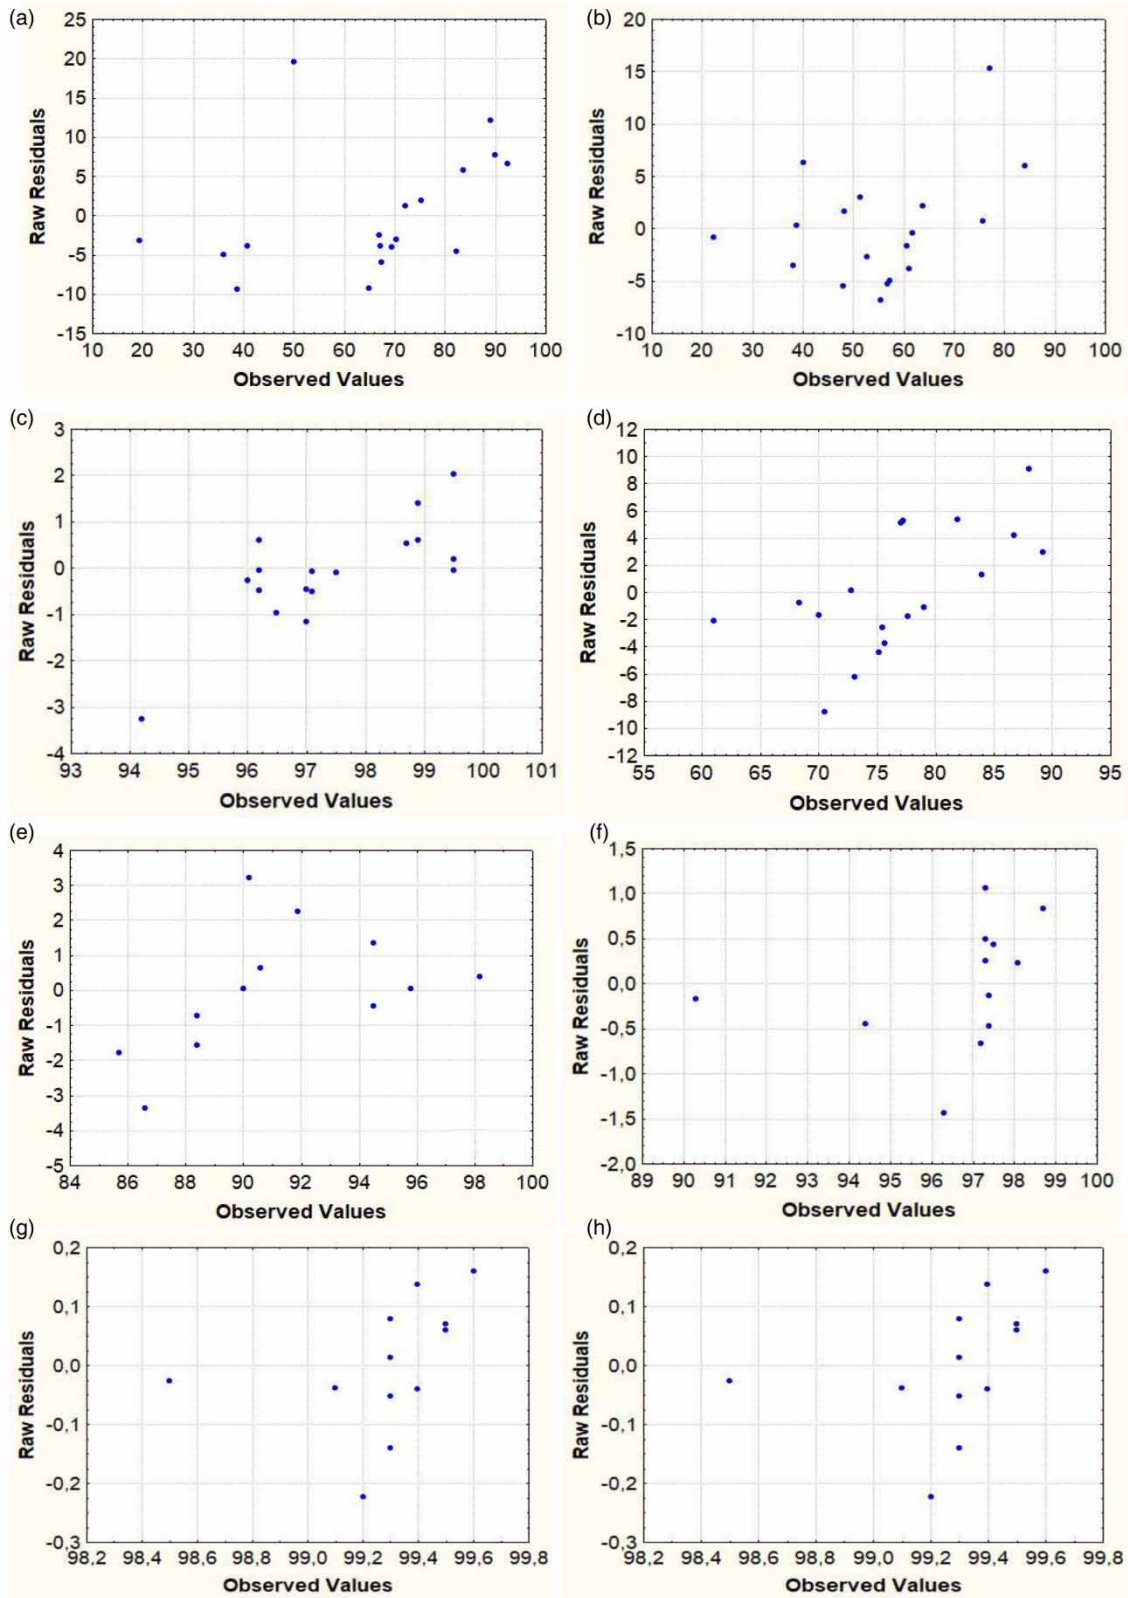 (a)
25
20
15
10
5
0
-5
-10
-15
Raw Residuals
10 20 30 40 50 60 70 80 90 100
Observed Values
(b)
20
15
10
5
0
-5
-10
Raw Residuals
10 20 30 40 50 60 70 80 90 100
Observed Values
(c)
3
2
1
0
-1
-2
-3
-4
Raw Residuals
93 94 95 96 97 98 99 100 101
Observed Values
(d)
12
10
8
6
4
2
0
-2
-4
-6
-8
-10
-12
Raw Residuals
55 60 65 70 75 80 85 90 95
Observed Values
(e)
4
3
2
1
0
-1
-2
-3
-4
-5
Raw Residuals
84 86 88 90 92 94 96 98 100
Observed Values
(f)
1,5
1,0
0,5
0,0
-0,5
-1,0
-1,5
-2,0
Raw Residuals
89 90 91 92 93 94 95 96 97 98 99 100
Observed Values
(g)
0,2
0,1
0,0
-0,1
-0,2
-0,3
Raw Residuals
98,2 98,4 98,6 98,8 99,0 99,2 99,4 99,6 99,8
Observed Values
(h)
0,2
0,1
0,0
-0,1
-0,2
-0,3
Raw Residuals
98,2 98,4 98,6 98,8 99,0 99,2 99,4 99,6 99,8
Observed Values